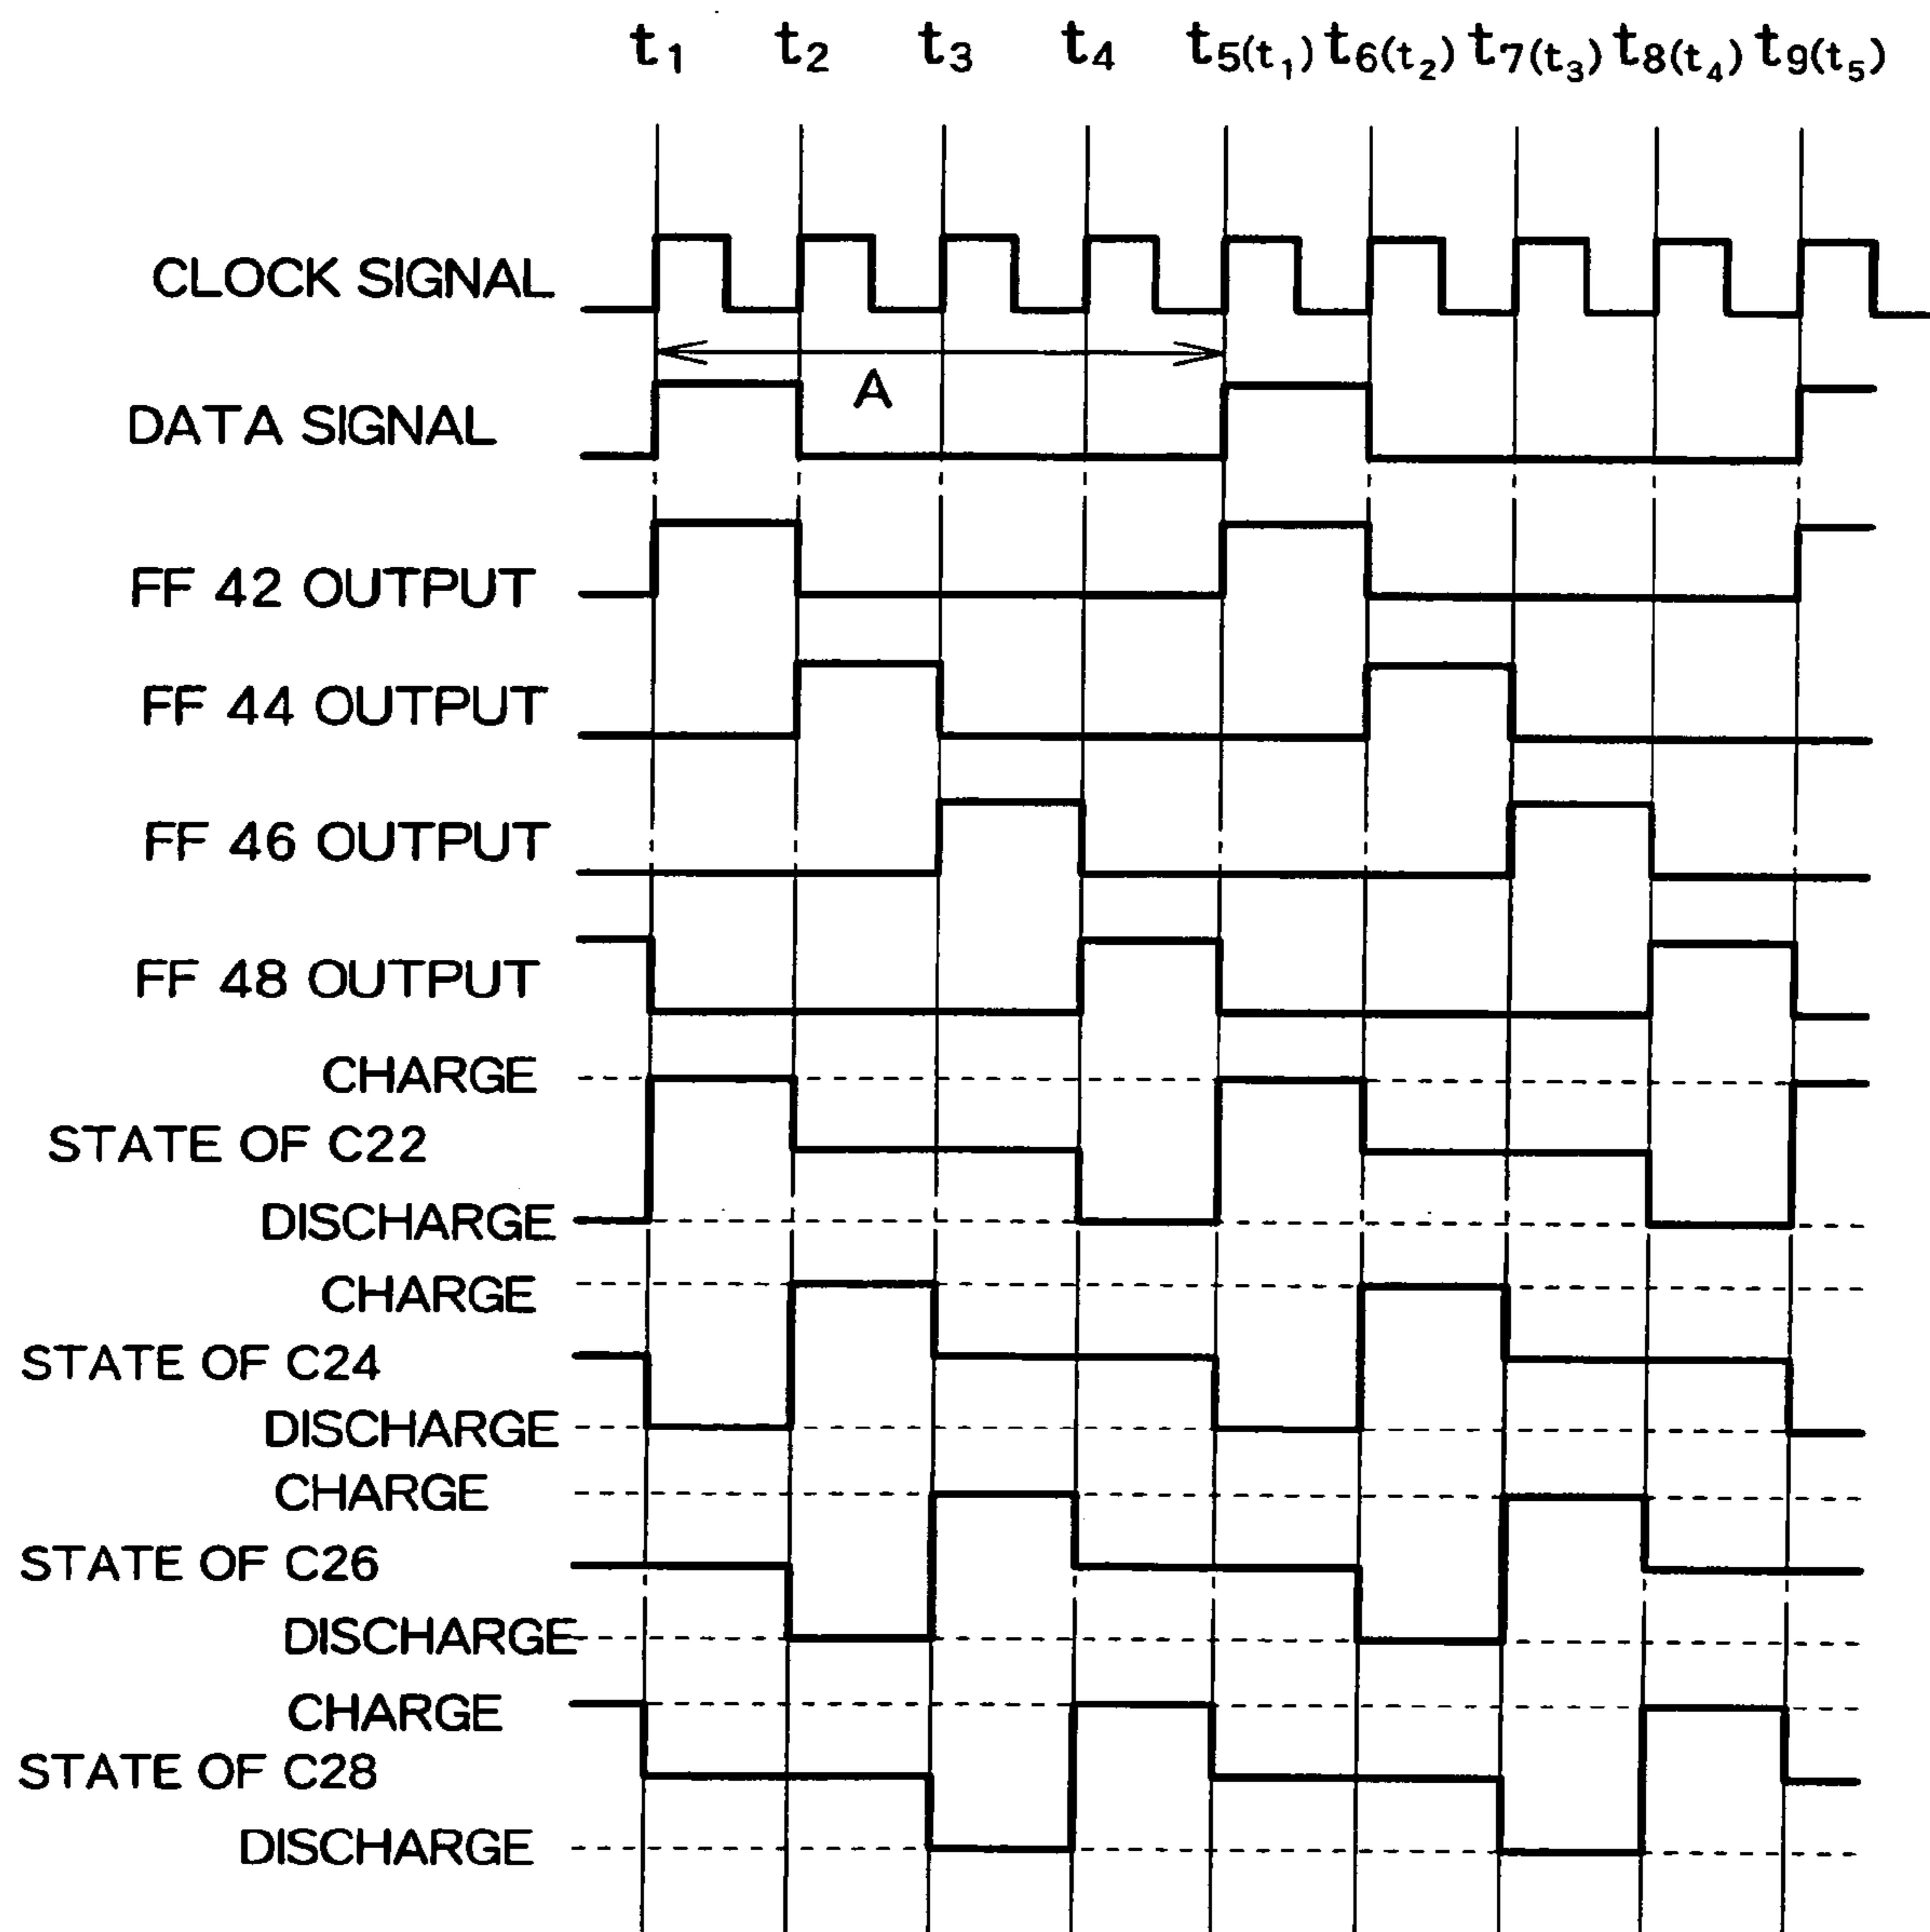 t₁ t₂ t₃ t₄ t₅(t₁) t₆(t₂) t₇(t₃) t₈(t₄) t₉(t₅)
CLOCK SIGNAL
A
DATA SIGNAL
FF 42 OUTPUT
FF 44 OUTPUT
FF 46 OUTPUT
FF 48 OUTPUT
CHARGE
STATE OF C22
DISCHARGE
CHARGE
STATE OF C24
DISCHARGE
CHARGE
STATE OF C26
DISCHARGE
CHARGE
STATE OF C28
DISCHARGE